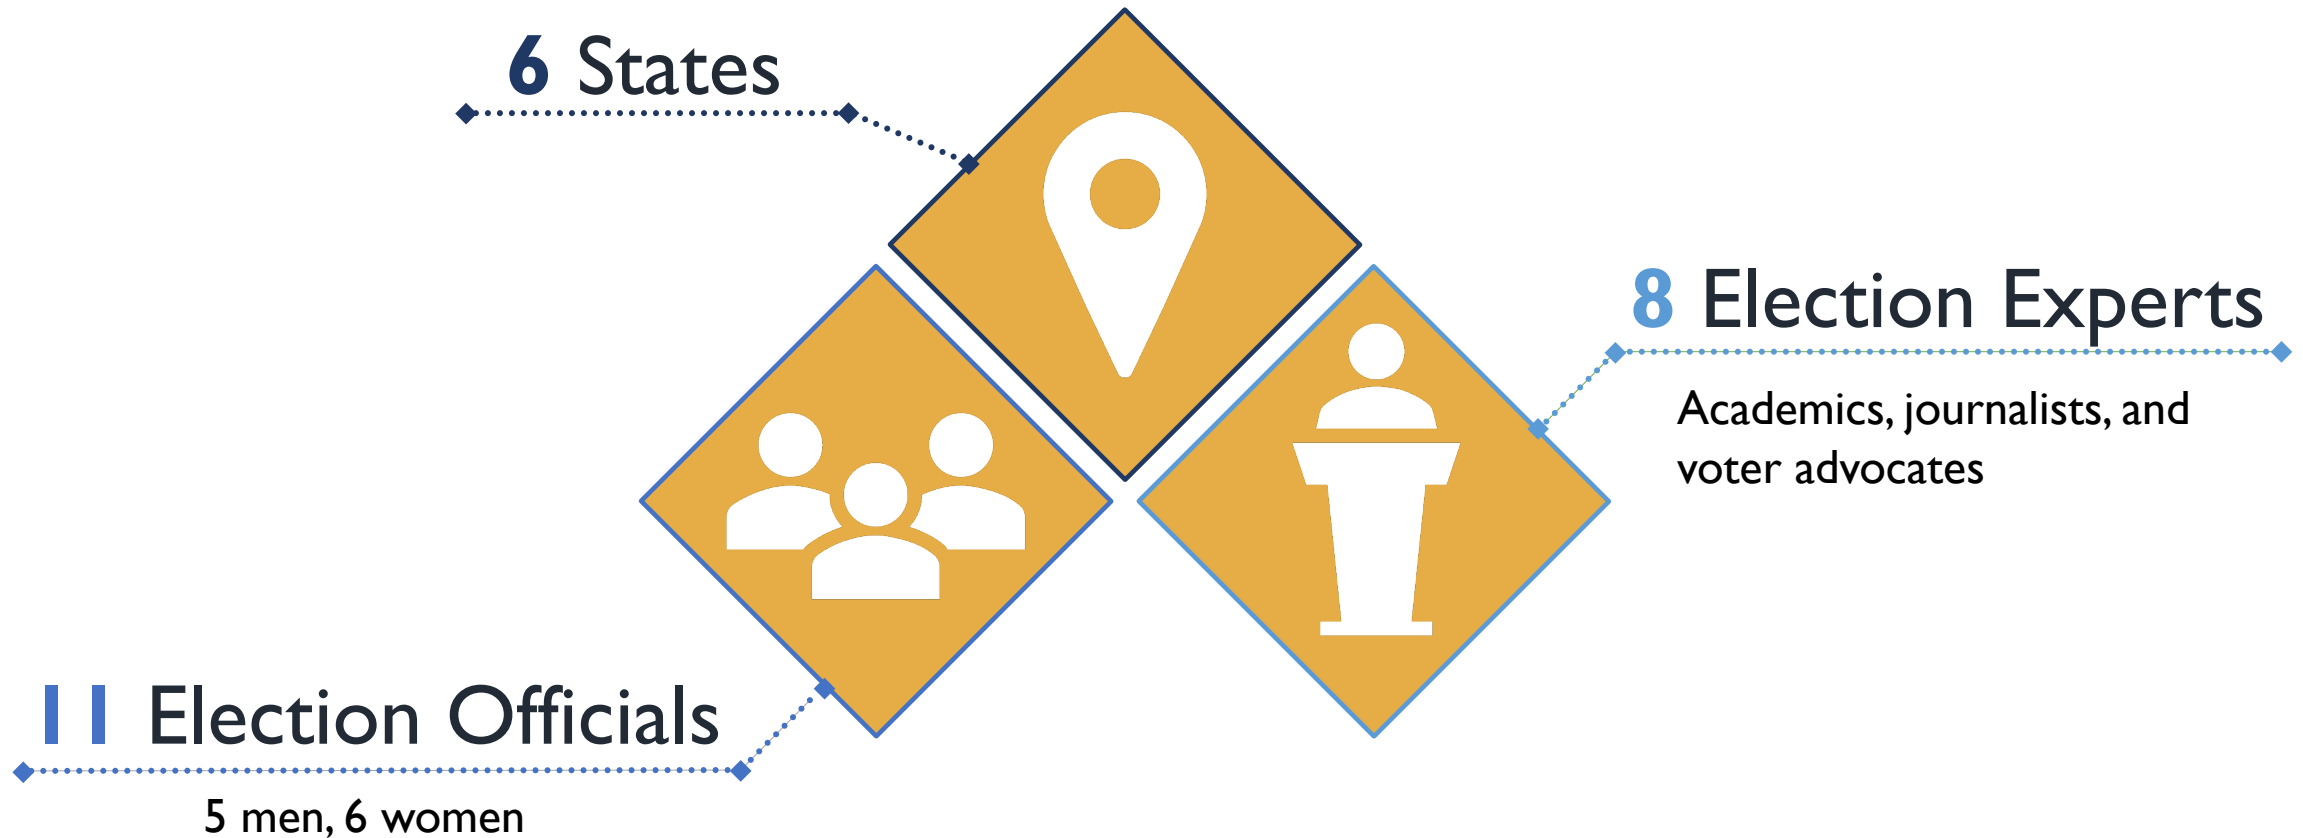 6 States
8 Election Experts
Academics, journalists, and
voter advocates
11 Election Officials
5 men, 6 women